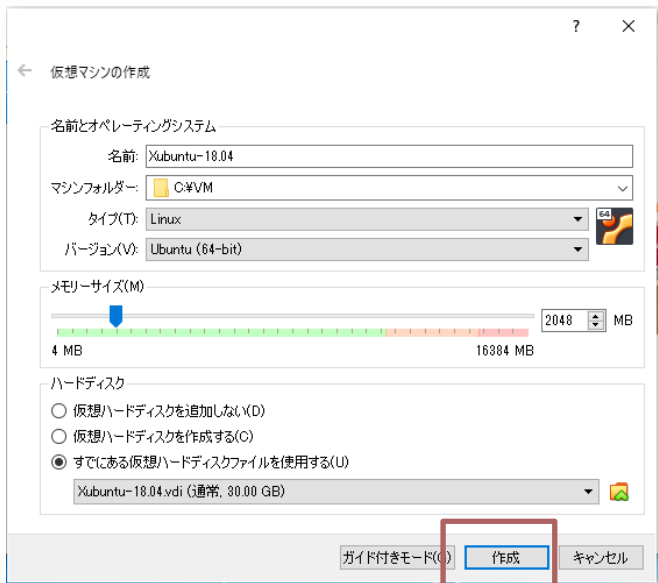 ?
仮想マシンの作成
名前とオペレーティングシステム
名前: Xubuntu-18.04
マシンフォルダー: C:¥VM
タイプ(T): Linux
64
バージョン(V): Ubuntu (64-bit)
メモリーサイズ(M)
2048 MB
4 MB 16384 MB
ハードディスク
仮想ハードディスクを追加しない(D)
仮想ハードディスクを作成する(C)
すでにある仮想ハードディスクファイルを使用する(U)
Xubuntu-18.04.vdi (通常, 30.00 GB)
ガイド付きモード(G) 作成 キャンセル